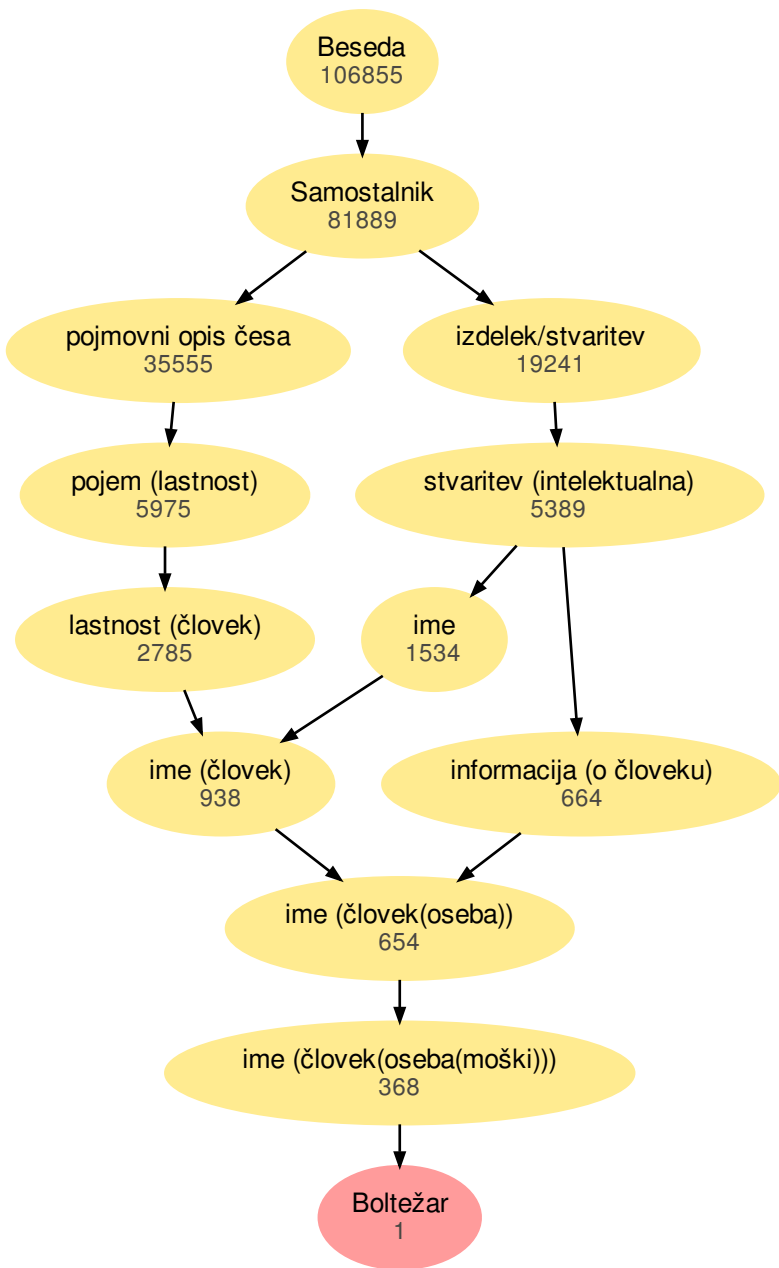 Beseda
106855
Samostalnik
81889
pojmovni opis česa
35555
izdelek/stvaritev
19241
pojem (lastnost)
5975
stvaritev (intelektualna)
5389
lastnost (človek)
2785
ime
1534
ime (človek)
938
informacija (o človeku)
664
ime (človek(oseba))
654
ime (človek(oseba(moški)))
368
Boltežar
1